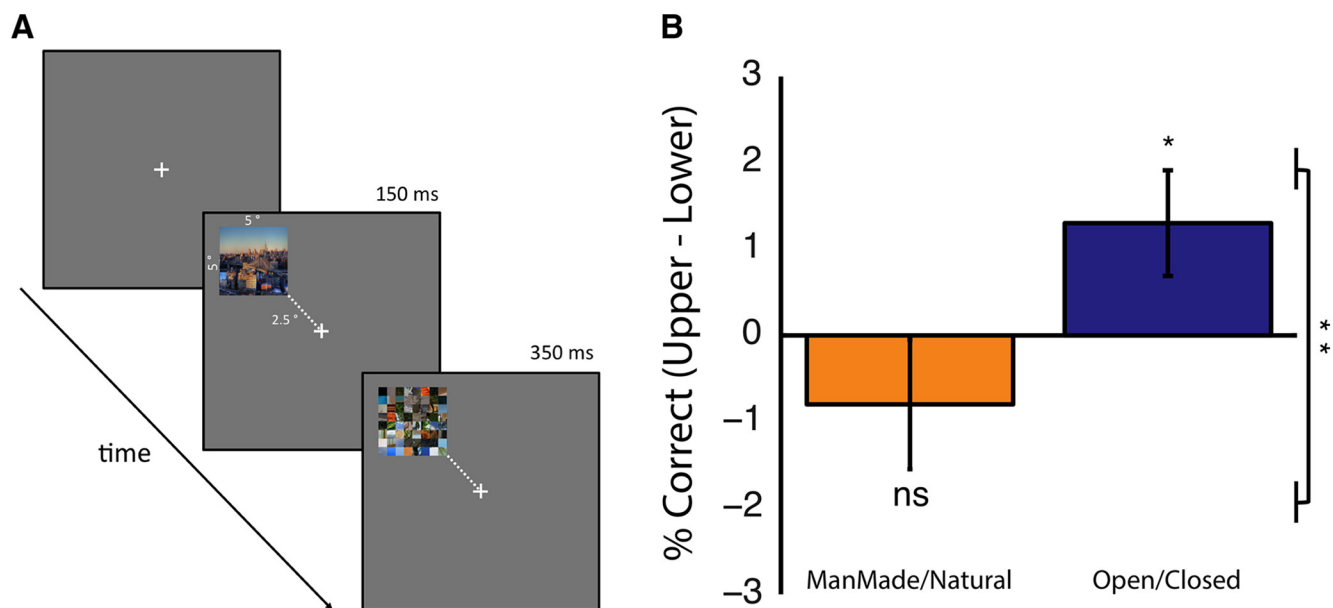 A
150 ms
5 °
5 °
2.5 °
350 ms
time
B
% Correct (Upper - Lower)
3
2
1
0
−1
−2
−3
*
ns
* *
ManMade/Natural
Open/Closed